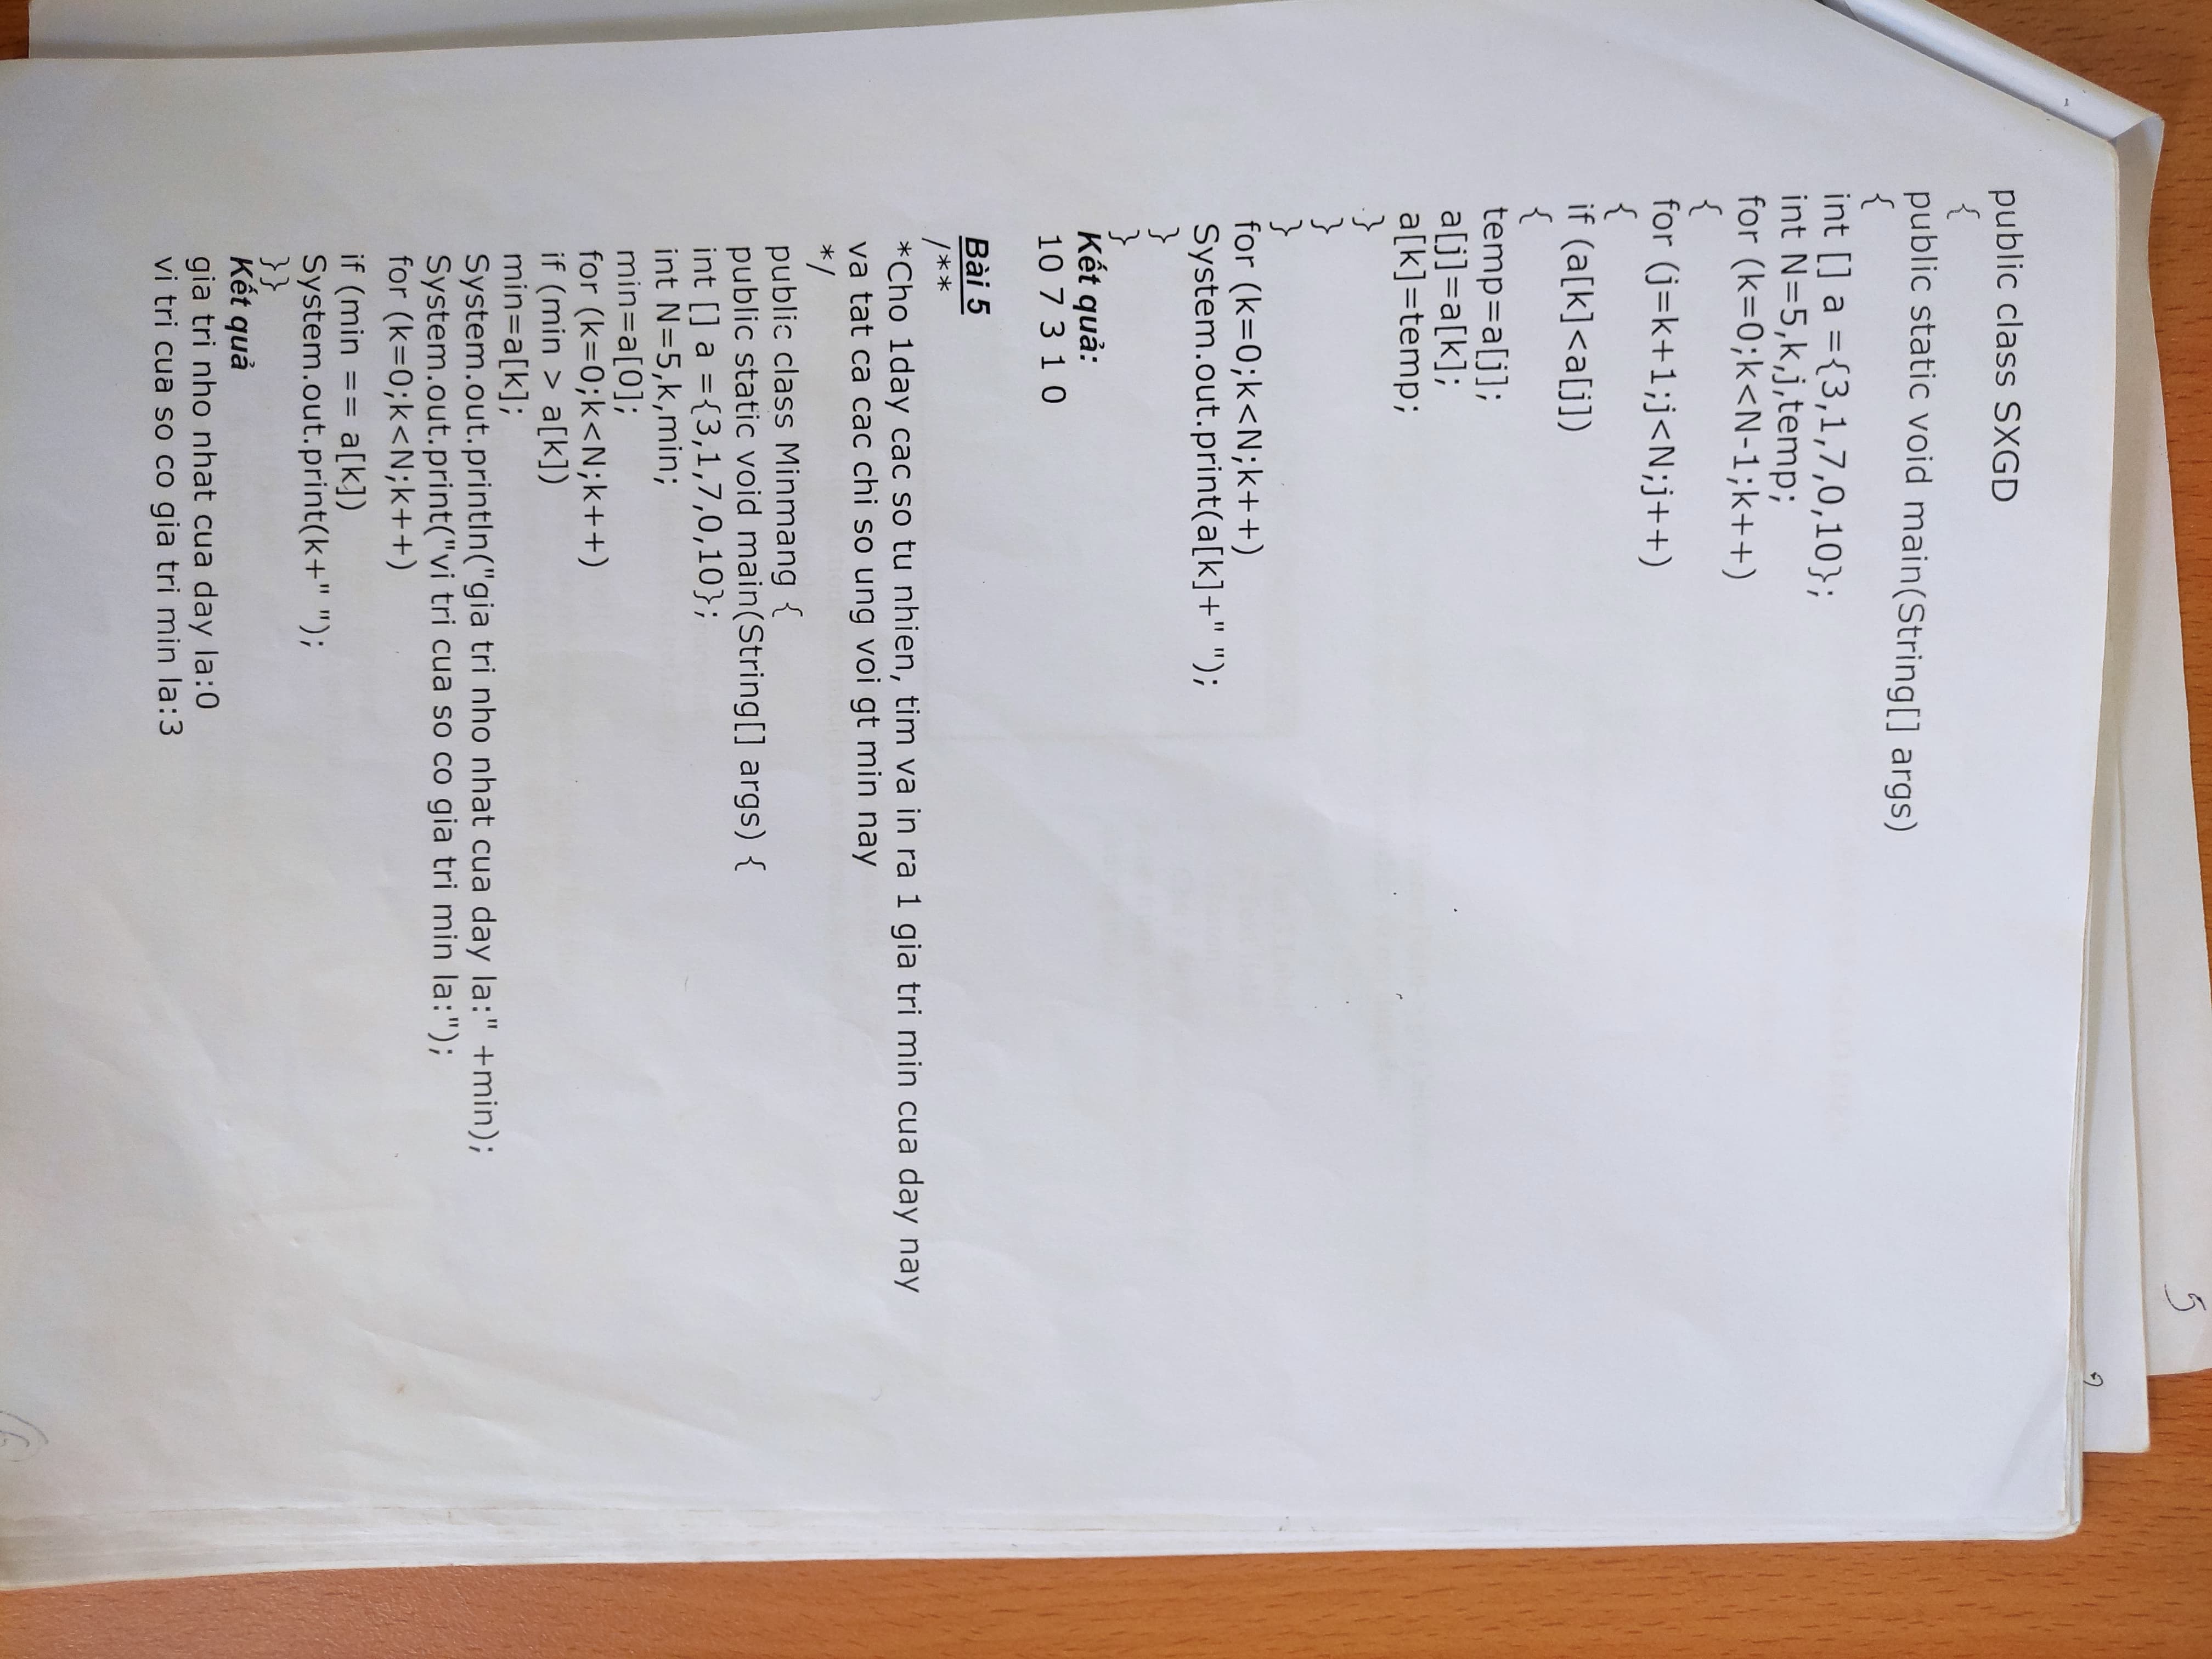 5
public class SXGD
{
public static void main(String[] args)
{
int [] a ={3,1,7,0,10};
int N=5,k,j,temp;
for (k=0;k<N-1;k++)
{
for (j=k+1;j<N;j++)
{
if (a[k]<a[j])
{
temp=a[j];
a[j]=a[k];
a[k]=temp;
}
}
}
for (k=0;k<N;k++)
System.out.print(a[k]+" ");
}
}
Kết quả:
10 7 3 1 0
Bài 5
/**
*Cho 1day cac so tu nhien, tim va in ra 1 gia tri min cua day nay
va tat ca cac chi so ung voi gt min nay
*/
public class Minmang {
public static void main(String[] args) {
int [] a ={3,1,7,0,10};
int N=5,k,min;
min=a[0];
for (k=0;k<N;k++)
if (min > a[k])
min=a[k];
System.out.println("gia tri nho nhat cua day la:" +min);
System.out.print("vi tri cua so co gia tri min la:");
for (k=0;k<N;k++)
if (min == a[k])
System.out.print(k+" ");
}}
Kết quả
gia tri nho nhat cua day la:0
vi tri cua so co gia tri min la:3